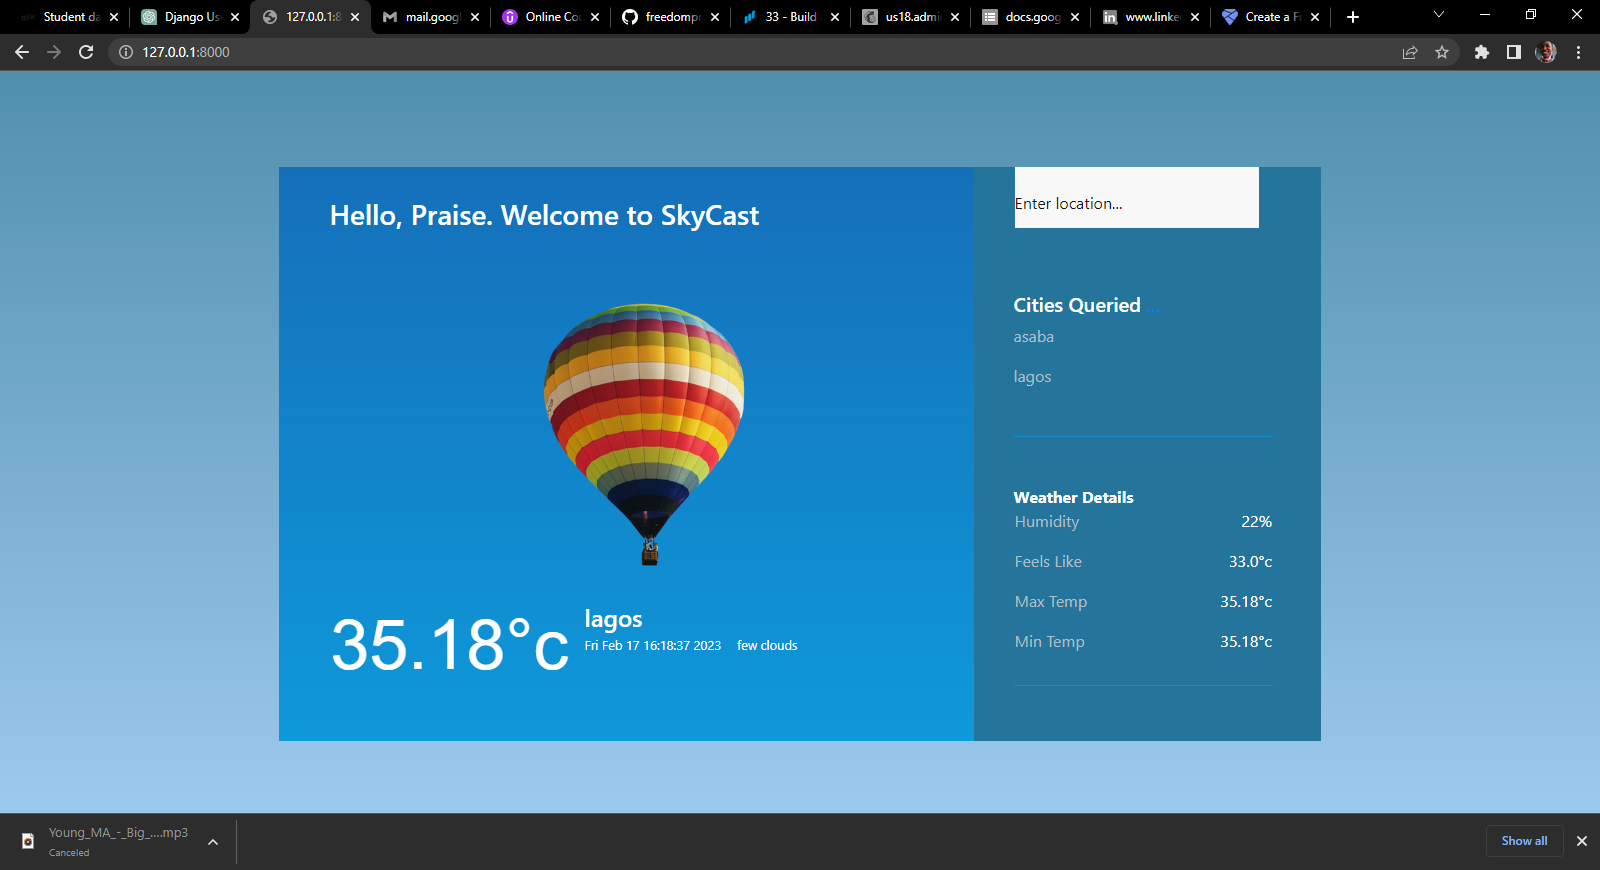 Student da
Django Us
127.0.0.1:8
mail.googl
Online Co
freedompr
33 - Build
us18.admi
docs.goog
www.linke
Create a F
127.0.0.1:8000
Hello, Praise. Welcome to SkyCast
Enter location...
Cities Queried ...
asaba
lagos
Weather Details
Humidity 22%
Feels Like 33.0°c
Max Temp 35.18°c
Min Temp 35.18°c
35.18°c
lagos
Fri Feb 17 16:18:37 2023 few clouds
Young_MA_-_Big_....mp3
Canceled
Show all